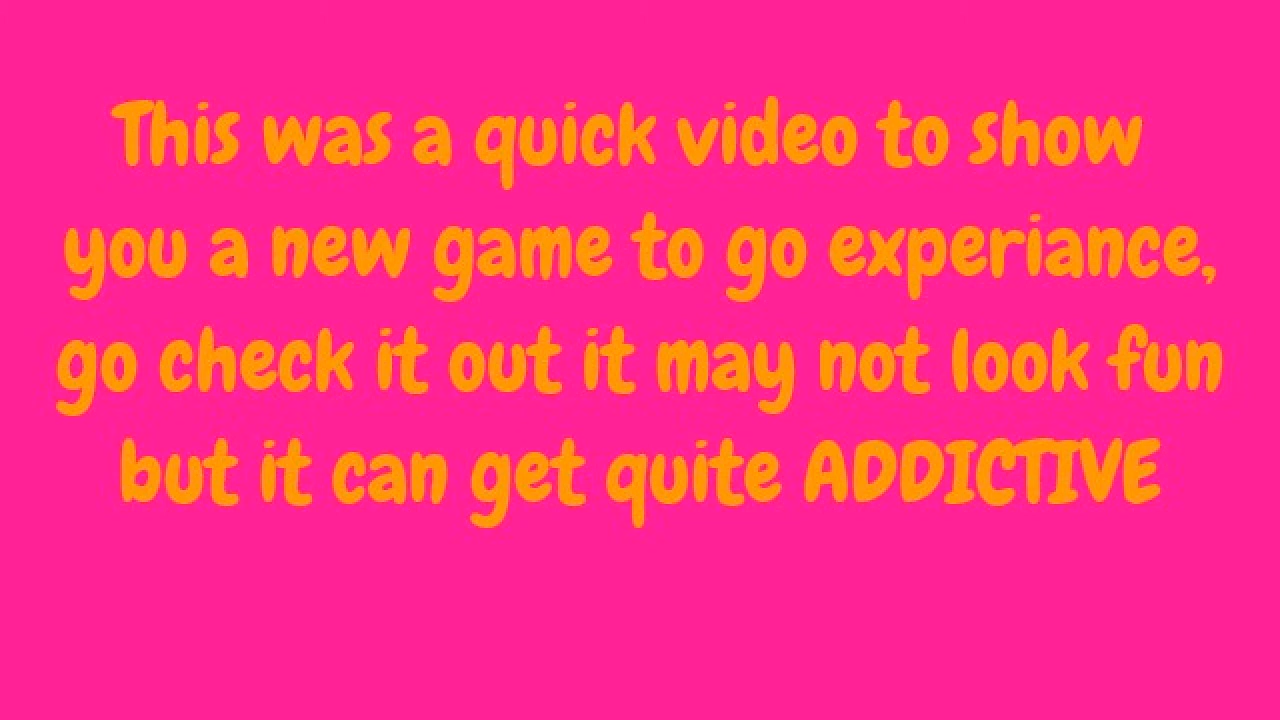 This was a quick video to show
you a new game to go experiance,
go check it out it may not look fun
but it can get quite ADDICTIVE